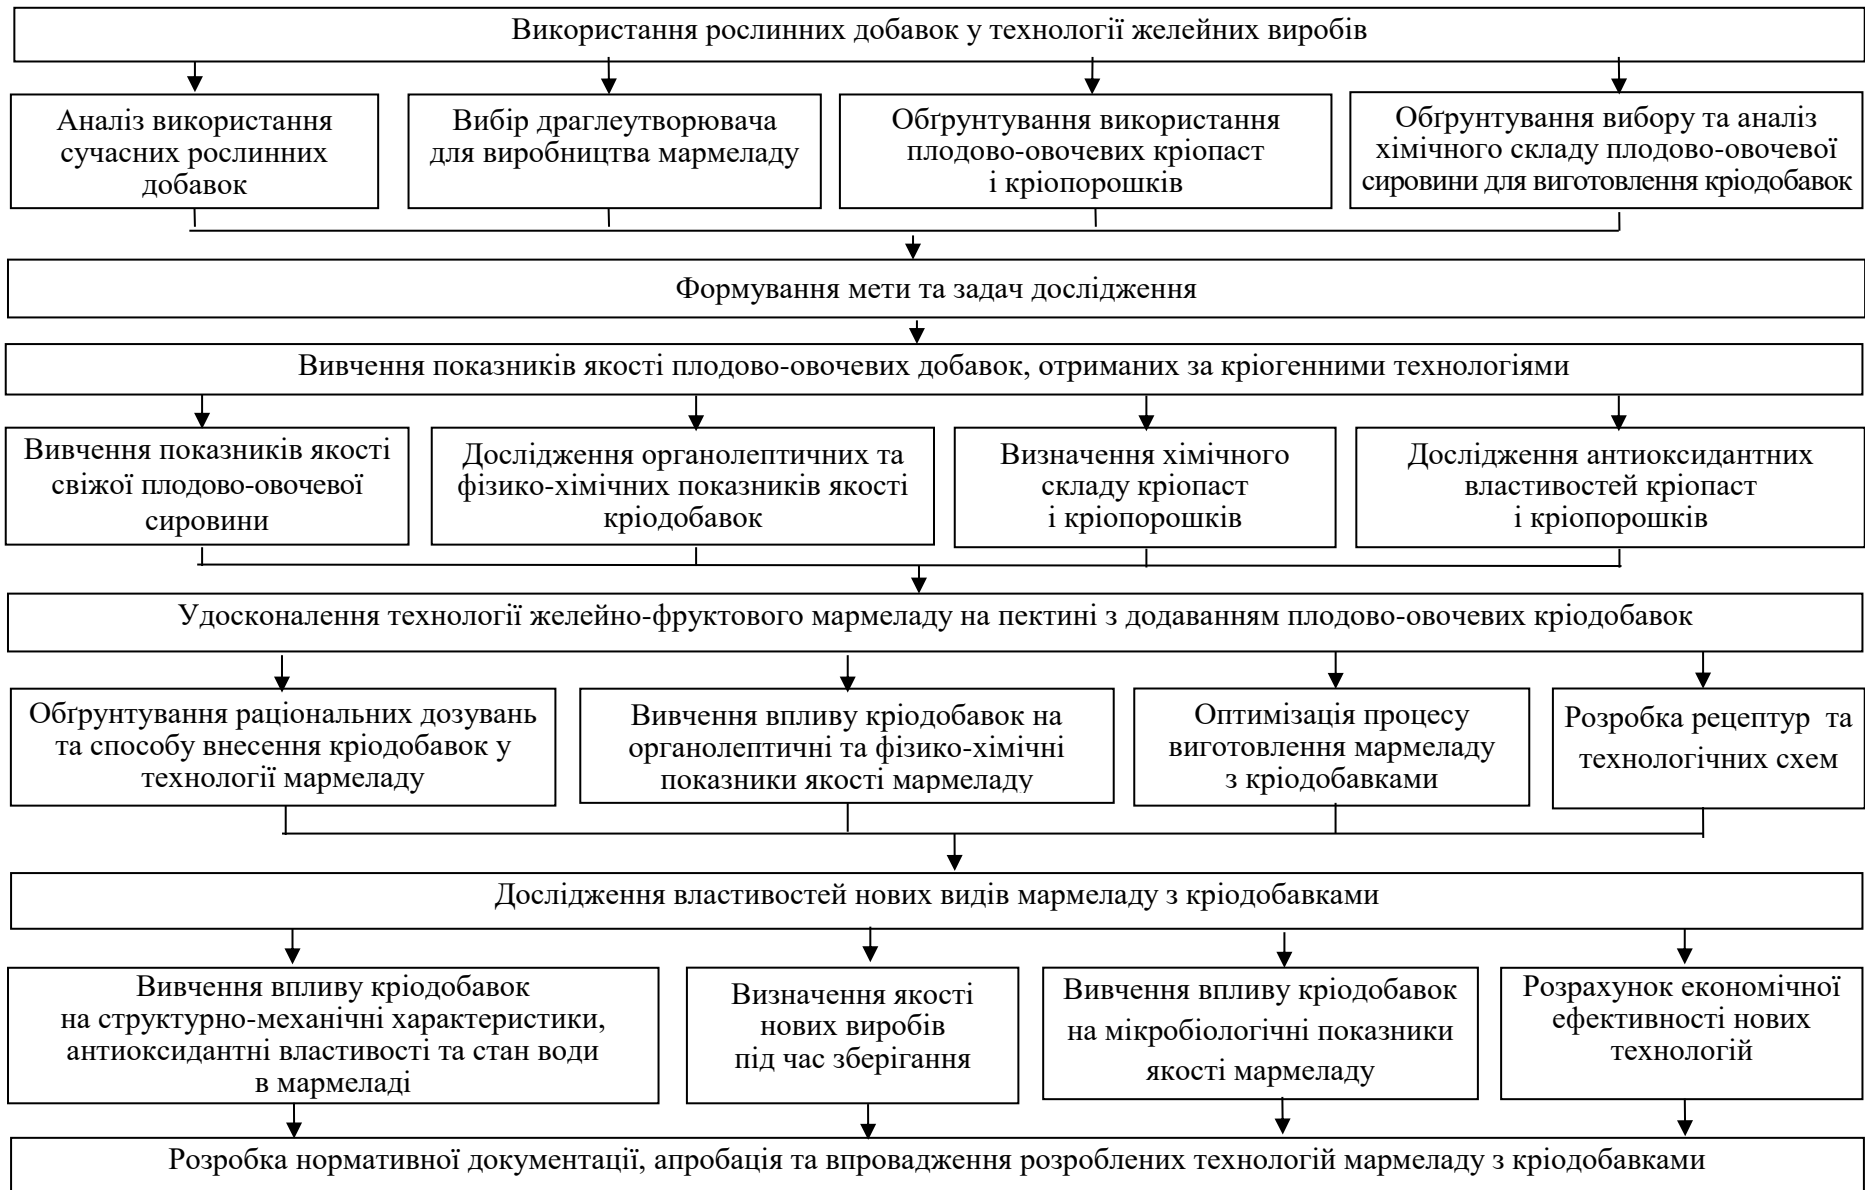 Використання рослинних добавок у технології желейних виробів
Аналіз використання
сучасних рослинних
добавок
Вибір драглеутворювача
для виробництва мармеладу
Обґрунтування використання
плодово-овочевих кріопаст
і кріопорошків
Обґрунтування вибору та аналіз
хімічного складу плодово-овочевої
сировини для виготовлення кріодобавок
Формування мети та задач дослідження
Вивчення показників якості плодово-овочевих добавок, отриманих за кріогенними технологіями
Вивчення показників якості
свіжої плодово-овочевої
сировини
Дослідження органолептичних та
фізико-хімічних показників якості
кріодобавок
Визначення хімічного
складу кріопаст
і кріопорошків
Дослідження антиоксидантних
властивостей кріопаст
і кріопорошків
Удосконалення технології желейно-фруктового мармеладу на пектині з додаванням плодово-овочевих кріодобавок
Обґрунтування раціональних дозувань
та способу внесення кріодобавок у
технології мармеладу
Вивчення впливу кріодобавок на
органолептичні та фізико-хімічні
показники якості мармеладу
Оптимізація процесу
виготовлення мармеладу
з кріодобавками
Розробка рецептур та
технологічних схем
Дослідження властивостей нових видів мармеладу з кріодобавками
Вивчення впливу кріодобавок
на структурно-механічні характеристики,
антиоксидантні властивості та стан води
в мармеладі
Визначення якості
нових виробів
під час зберігання
Вивчення впливу кріодобавок
на мікробіологічні показники
якості мармеладу
Розрахунок економічної
ефективності нових
технологій
Розробка нормативної документації, апробація та впровадження розроблених технологій мармеладу з кріодобавками